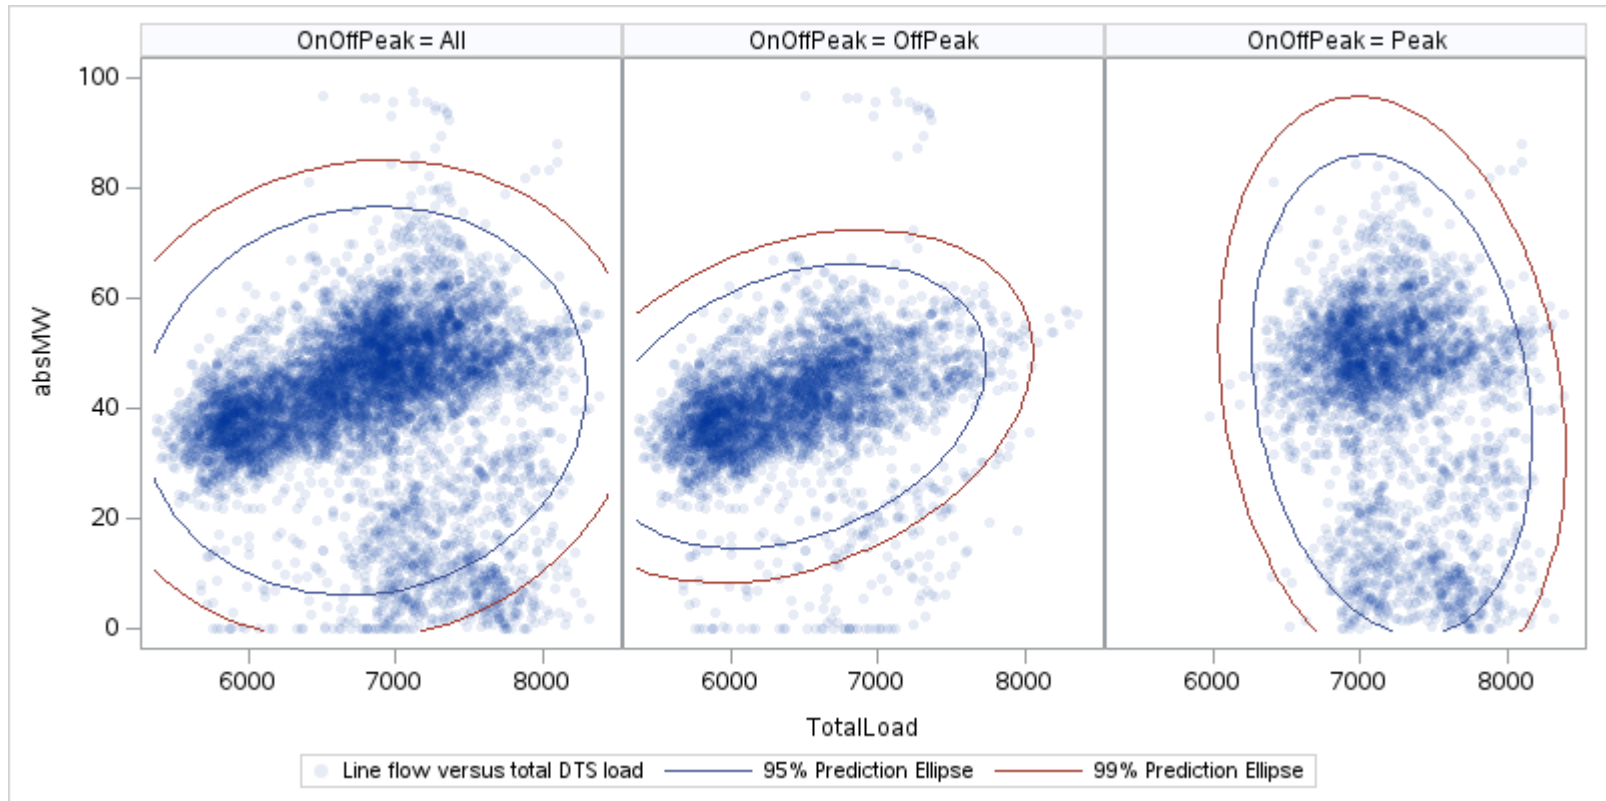 OnOffPeak = All
OnOffPeak = OffPeak
OnOffPeak = Peak
100
80
60
40
20
0
absMW
6000 7000 8000 6000 7000 8000 6000 7000 8000
TotalLoad
Line flow versus total DTS load 95% Prediction Ellipse 99% Prediction Ellipse